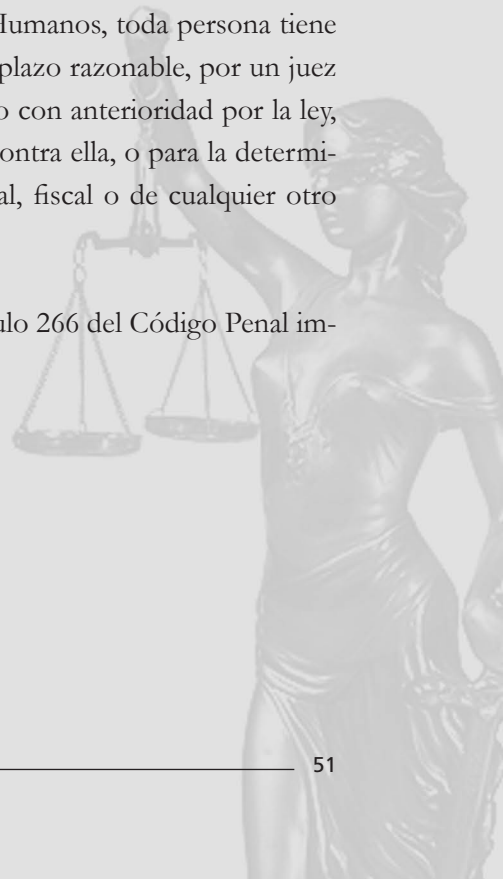 Humanos, toda persona tiene
plazo razonable, por un juez
o con anterioridad por la ley,
ontra ella, o para la determi-
al, fiscal o de cualquier otro
ulo 266 del Código Penal im-
51